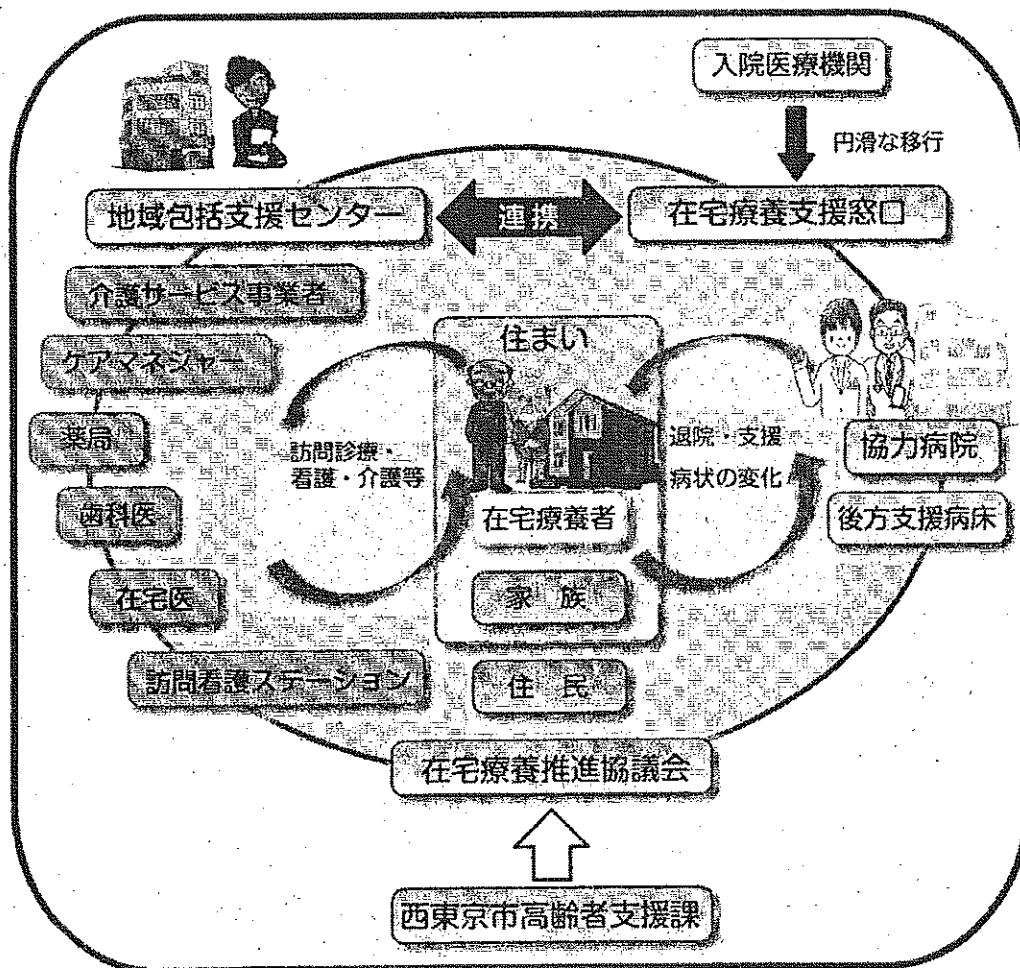 入院医療機関
円滑な移行
地域包括支援センター
連携
在宅療養支援窓口
介護サービス事業者
ケアマネジャー
薬局
歯科医
在宅医
訪問看護ステーション
訪問診療・
看護・介護等
住まい
在宅療養者
家 族
住 民
退院・支援
病状の変化
協力病院
後方支援病床
在宅療養推進協議会
西東京市高齢者支援課